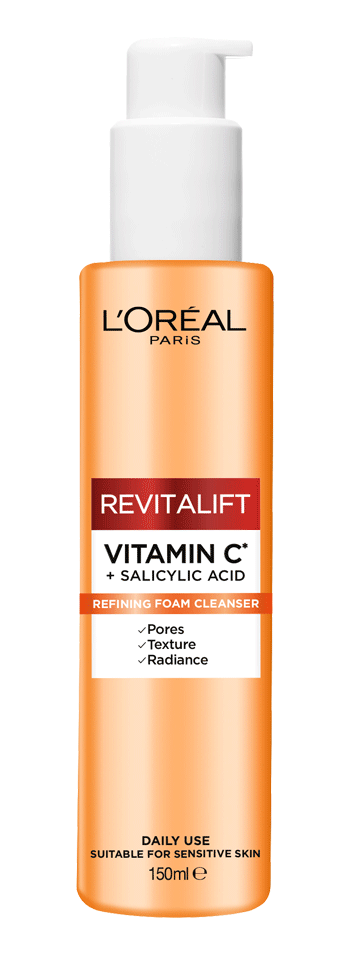 L'ORÉAL
PARIS
REVITALIFT
VITAMIN C*
+ SALICYLIC ACID
REFINING FOAM CLEANSER
✓Pores
✓Texture
✓Radiance
DAILY USE
SUITABLE FOR SENSITIVE SKIN
150ml ℮